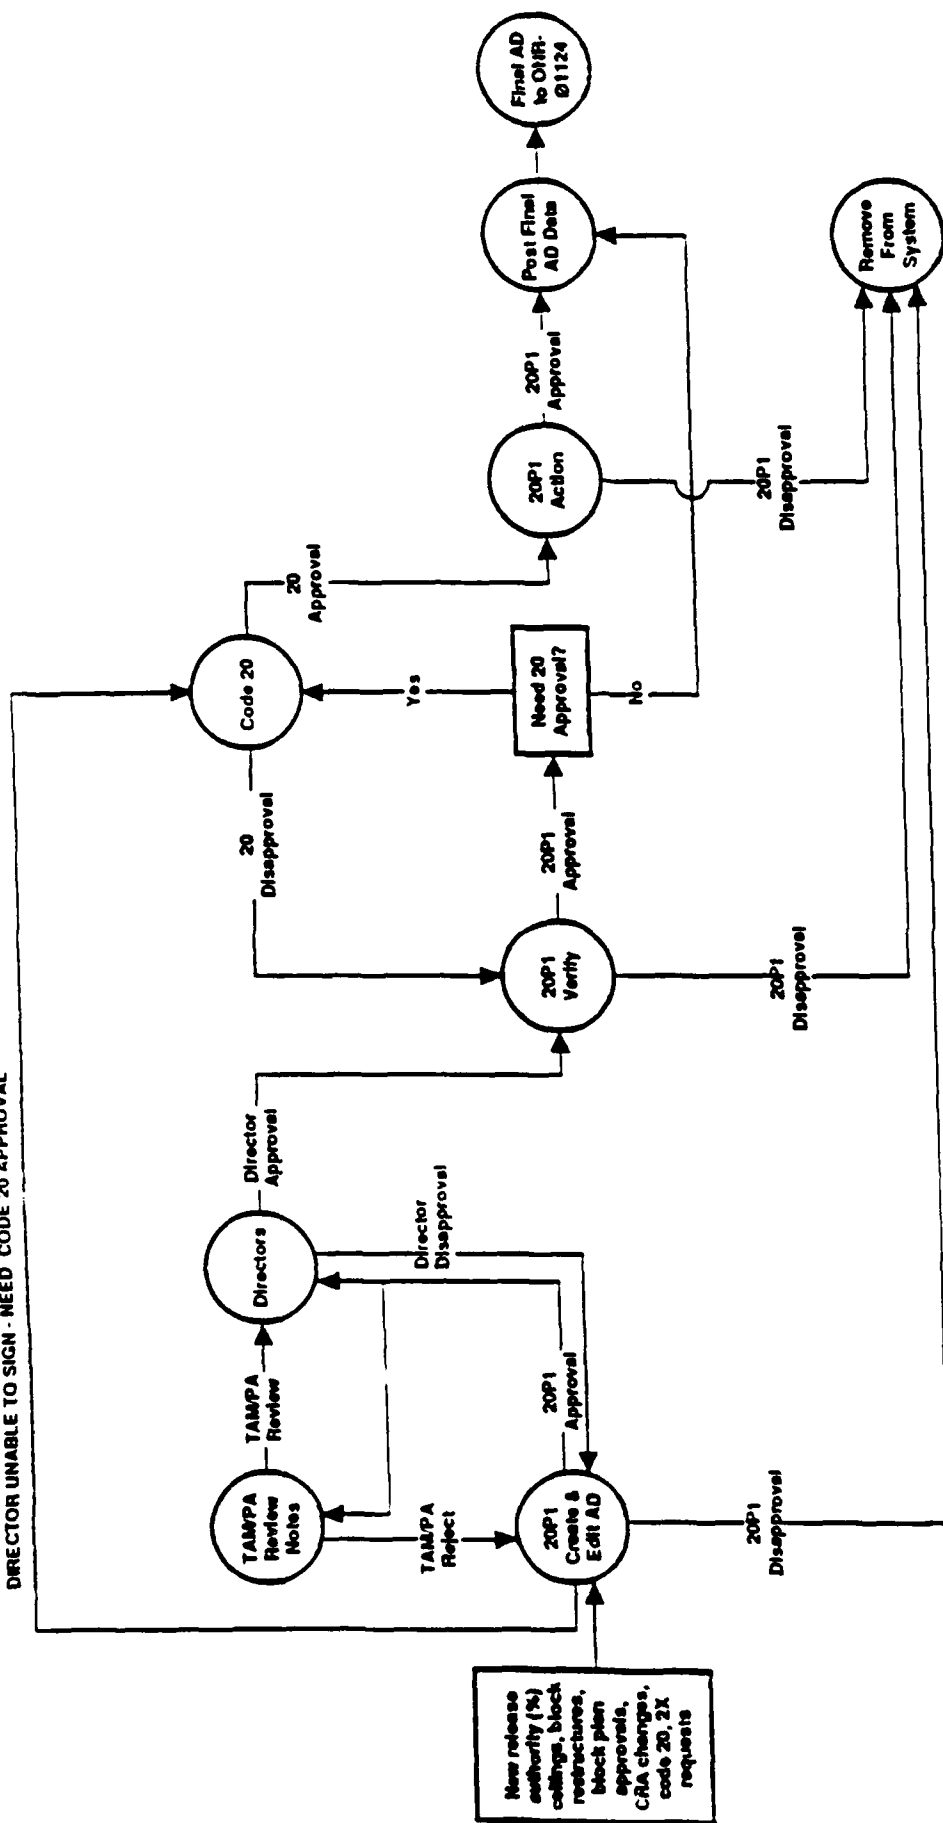 DIRECTOR UNABLE TO SIGN - NEED CODE 20 APPROVAL
New release
authority (%)
ceilings, block
restructures,
block plan
approvals,
CRA changes,
code 20, 2X
requests
TAM/PA
Review
Notes
TAM/PA
Review
TAM/PA
Reject
20P1
Create &
Edit AD
20P1
Approval
20P1
Disapproval
Directors
Director
Approval
Director
Disapproval
20P1
Verify
20P1
Approval
20P1
Disapproval
20
Disapproval
Code 20
Need 20
Approval?
Yes
No
20
Approval
20P1
Action
20P1
Approval
20P1
Disapproval
Post Final
AD Data
Final AD
to ONR-
01124
Remove
From
System